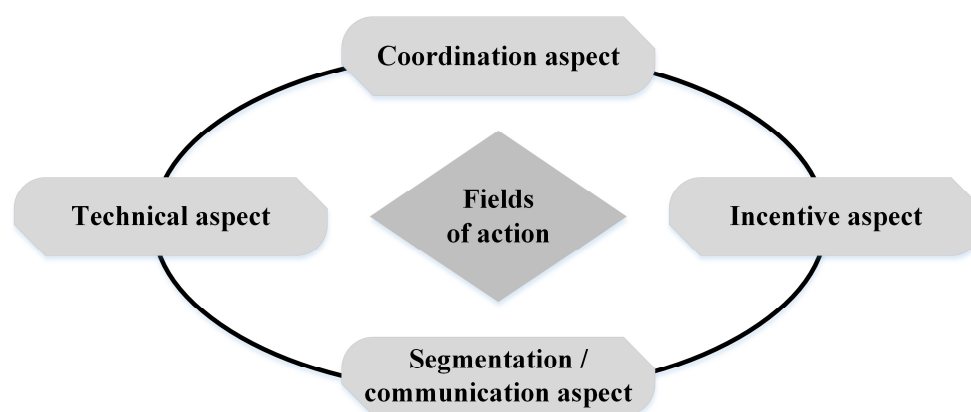 Coordination aspect
Technical aspect
Fields
of action
Incentive aspect
Segmentation /
communication aspect